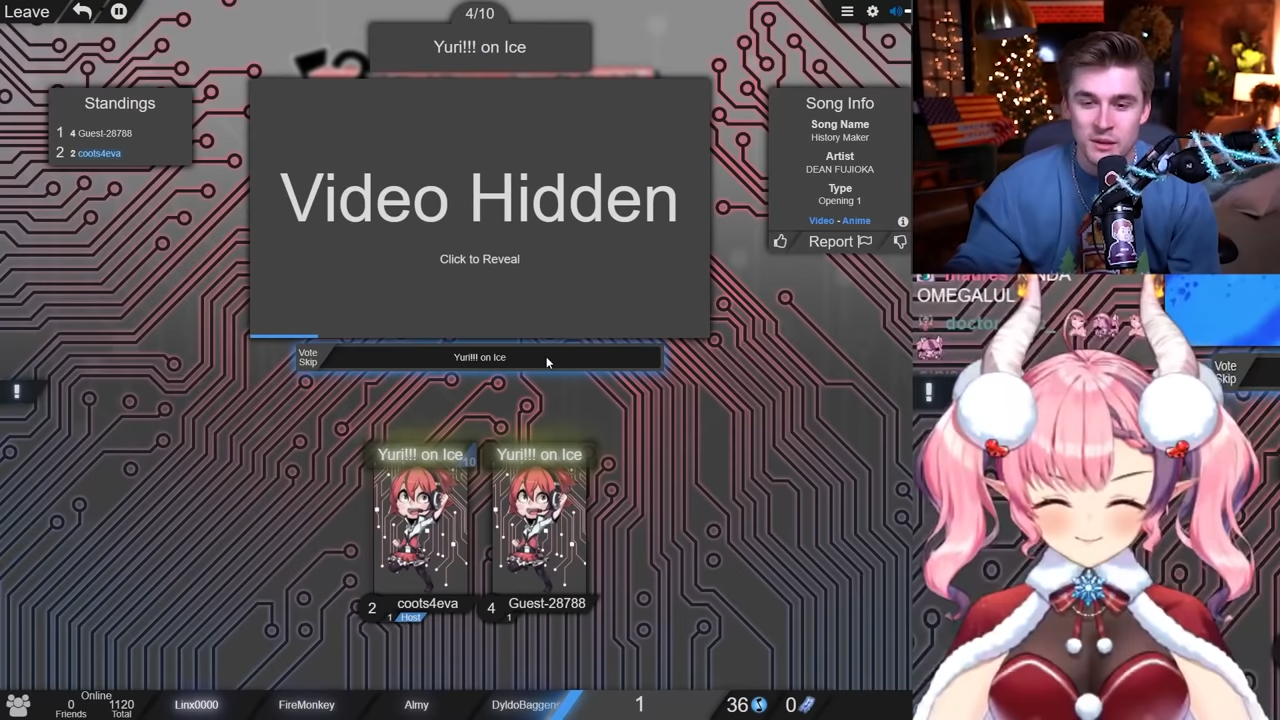 Leave
4/10
Yuri!!! on Ice
Standings
1 4 Guest-28788
2 2 coots4eva
Video Hidden
Click to Reveal
Song Info
Song Name
History Maker
Artist
DEAN FUJIOKA
Type
Opening 1
Video - Anime
Report
Vote
Skip
Yuri!!! on Ice
!
Yuri!!! on Ice
10
Yuri!!! on Ice
2
coots4eva
1 Host
4
Guest-28788
1
OMEGALUL
Vote
Skip
!
Online
0
Friends
1120
Total
Linx0000
FireMonkey
Almy
DyldoBaggens
1
36
0